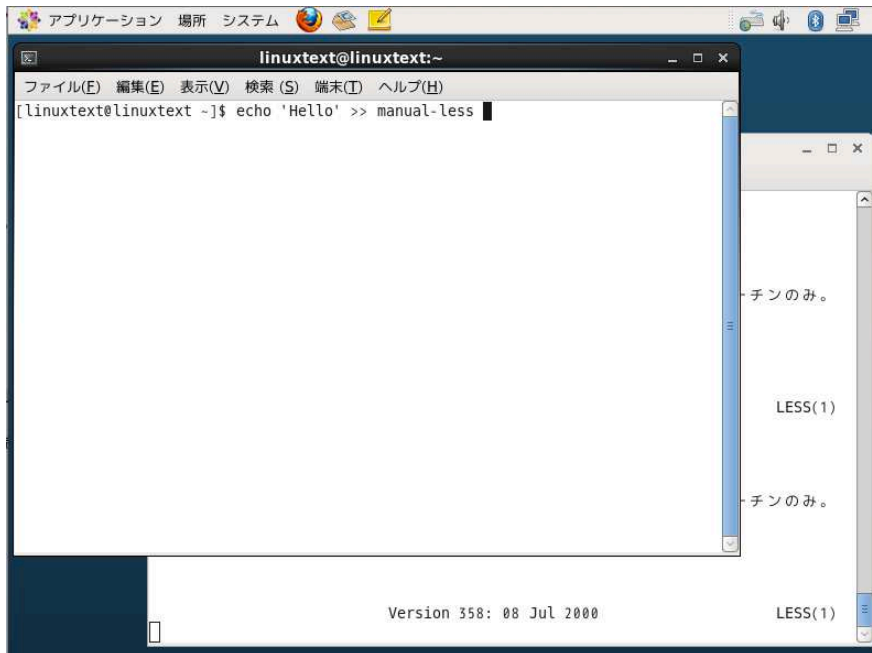 アプリケーション 場所 システム
linuxtext@linuxtext:~
ファイル(F) 編集(E) 表示(V) 検索 (S) 端末(T) ヘルプ(H)
[linuxtext@linuxtext ~]$ echo 'Hello' >> manual-less
ーチンのみ。
LESS(1)
ーチンのみ。
Version 358: 08 Jul 2000 LESS(1)